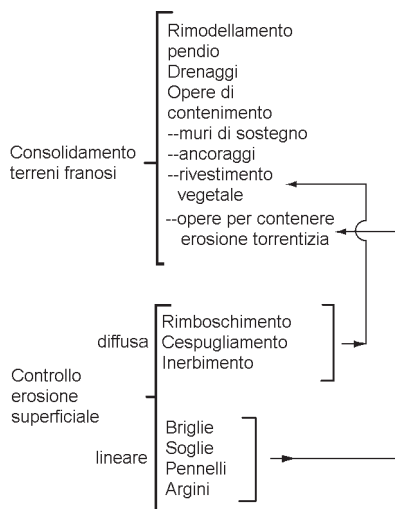 Rimodellamento
pendio
Drenaggi
Opere di
contenimento
--muri di sostegno
Consolidamento
terreni franosi
--ancoraggi
--rivestimento
vegetale
--opere per contenere
erosione torrentizia
diffusa
Rimboschimento
Cespugliamento
Inerbimento
Controllo
erosione
superficiale
lineare
Briglie
Soglie
Pennelli
Argini